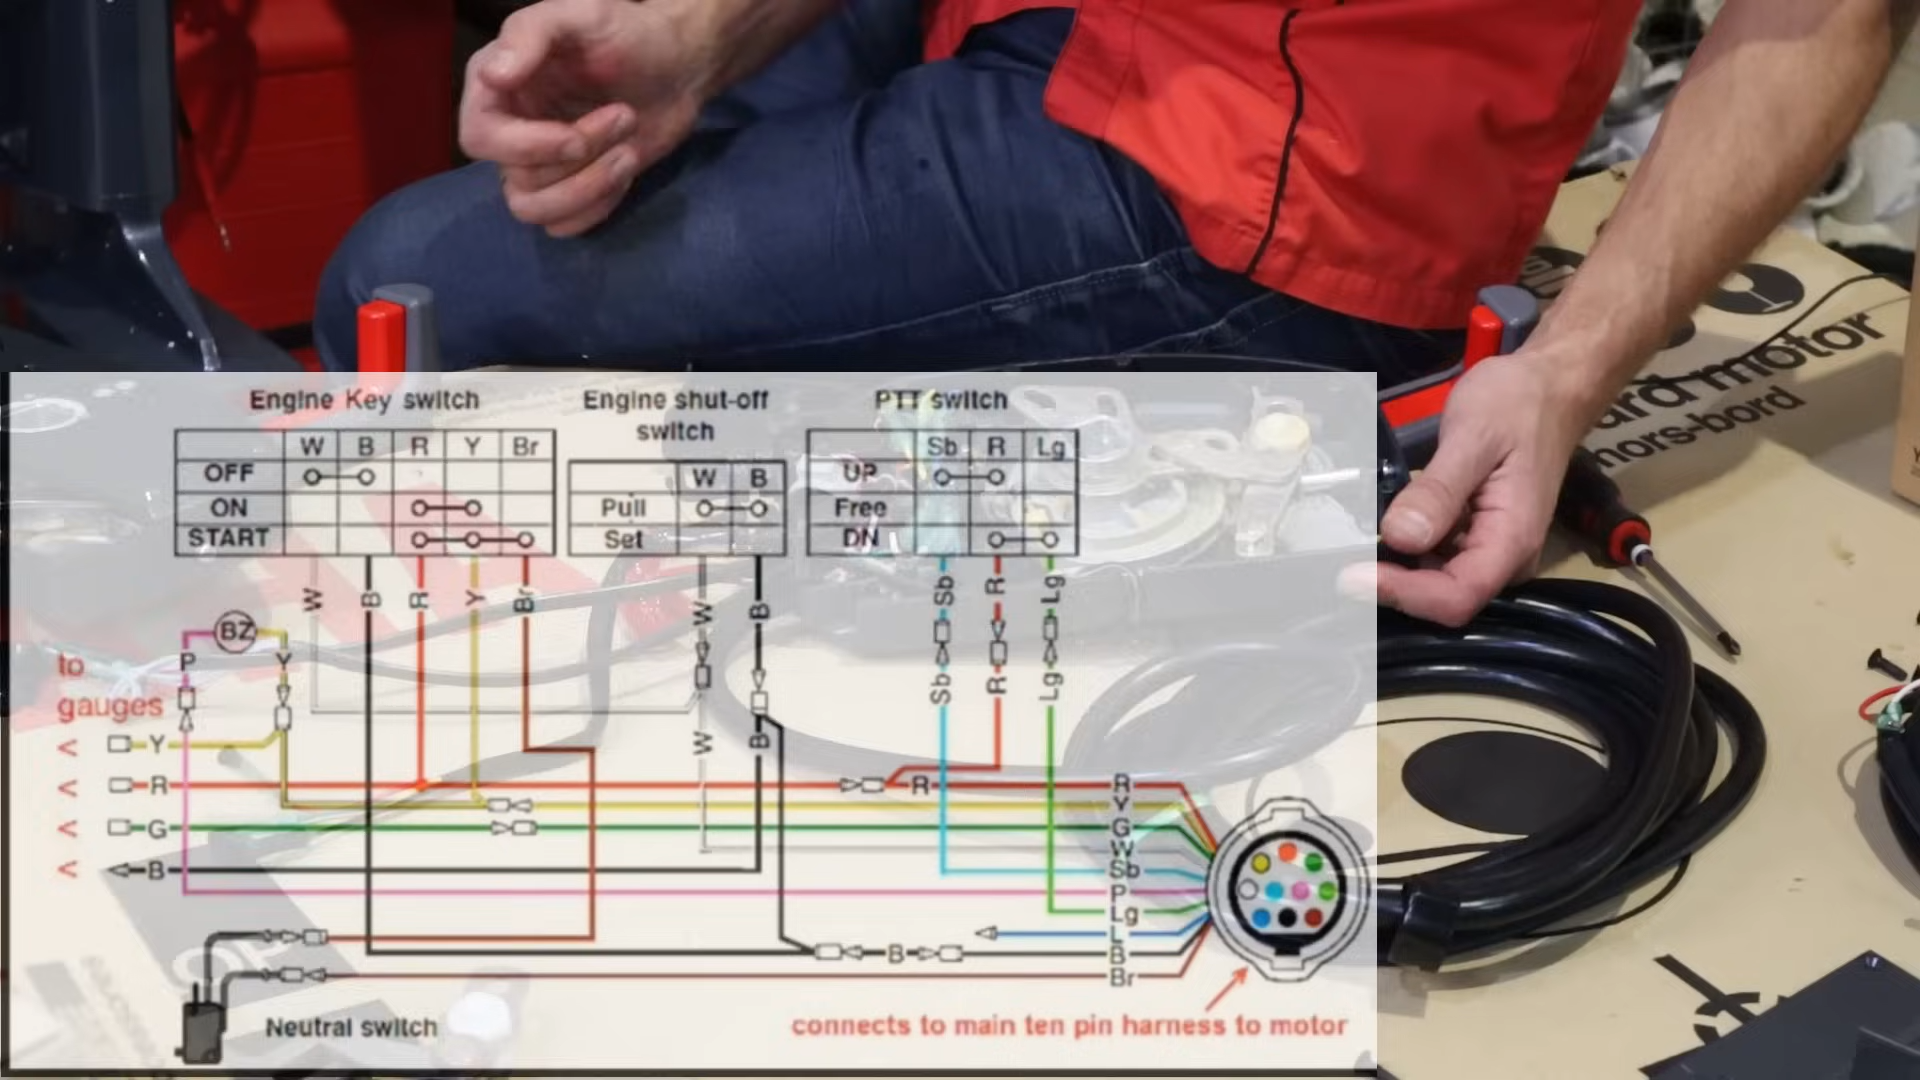 ard motor
hors-bord
Engine Key switch
W B R Y Br
OFF
ON
START
Engine shut-off
switch
W B
Pull
Set
PTT switch
Sb R Lg
UP
Free
DN
W B R Y Br
W B
Sb R Lg
BZ
P Y
to
gauges
Sb R Lg
W B
< Y
< R
R R
Y
< G
G
W
< B
Sb
P
Lg
L
B B
Br
Neutral switch
connects to main ten pin harness to motor